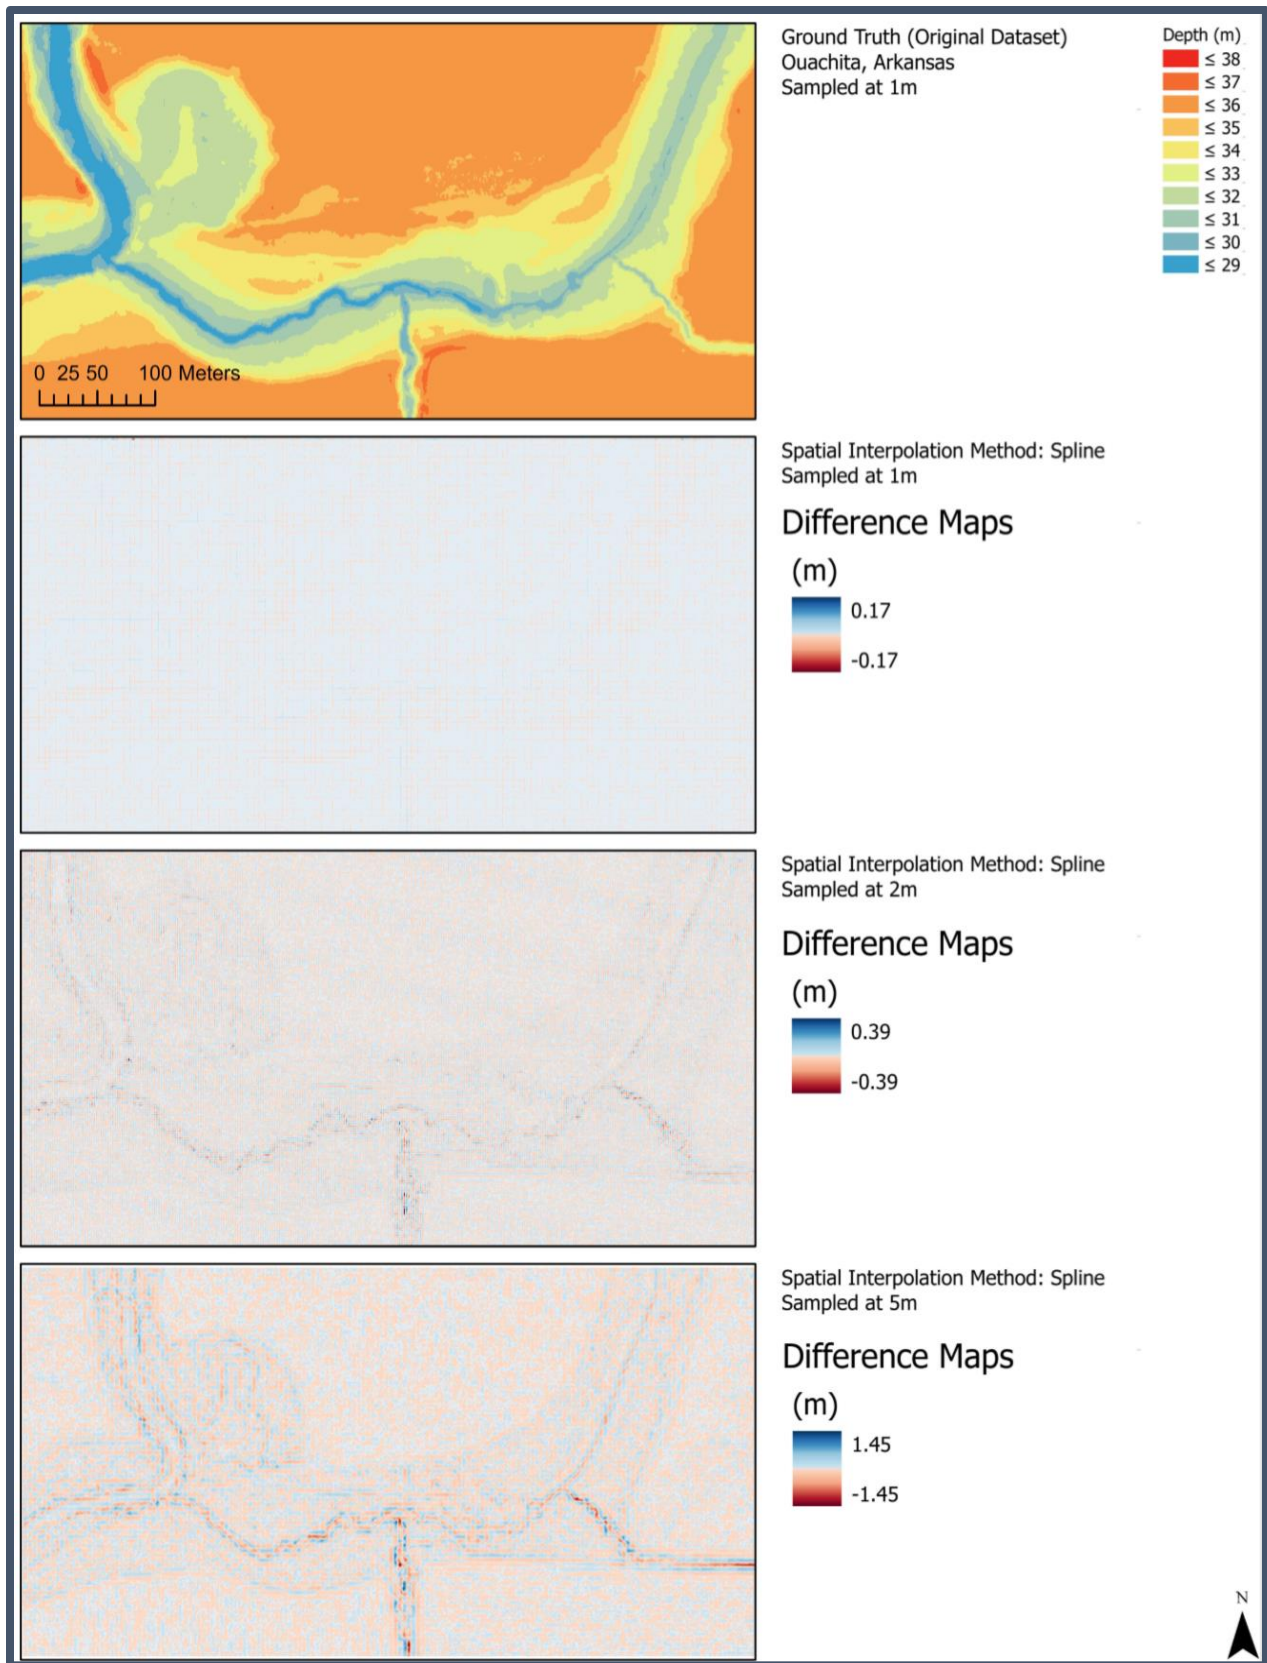 Ground Truth (Original Dataset)
Ouachita, Arkansas
Sampled at 1m
Depth (m)
≤ 38
≤ 37
≤ 36
≤ 35
≤ 34
≤ 33
≤ 32
≤ 31
≤ 30
≤ 29
0 25 50 100 Meters
Spatial Interpolation Method: Spline
Sampled at 1m
Difference Maps
(m)
0.17
-0.17
Spatial Interpolation Method: Spline
Sampled at 2m
Difference Maps
(m)
0.39
-0.39
Spatial Interpolation Method: Spline
Sampled at 5m
Difference Maps
(m)
1.45
-1.45
N